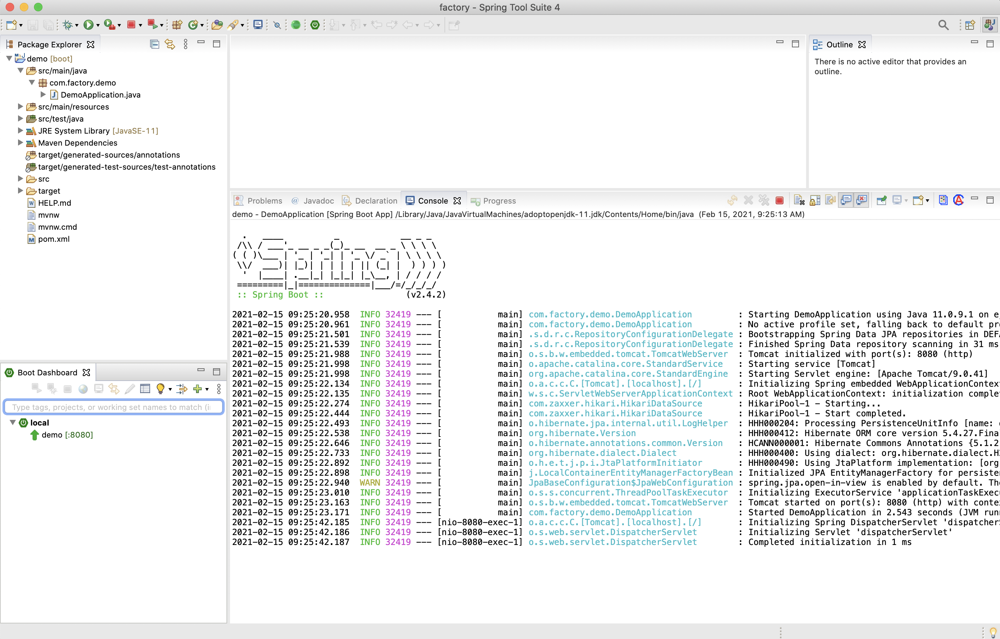 factory - Spring Tool Suite 4
Package Explorer
demo [boot]
src/main/java
com.factory.demo
DemoApplication.java
src/main/resources
src/test/java
JRE System Library [JavaSE-11]
Maven Dependencies
target/generated-sources/annotations
target/generated-test-sources/test-annotations
src
target
HELP.md
mvnw
mvnw.cmd
pom.xml
Boot Dashboard
Type tags, projects, or working set names to match (i
local
demo [:8080]
Outline
There is no active editor that provides an
outline.
Problems @ Javadoc Declaration Console Progress
demo - DemoApplication [Spring Boot App] /Library/Java/JavaVirtualMachines/adoptopenjdk-11.jdk/Contents/Home/bin/java (Feb 15, 2021, 9:25:13 AM)
  .   ____          _            __ _ _
 /\\ / ___'_ __ _ _(_)_ __  __ _ \ \ \ \
( ( )\___ | '_ | '_| | '_ \/ _` | \ \ \ \
 \\/  ___)| |_)| | | | | || (_| |  ) ) ) )
  '  |____| .__|_| |_|_| |_\__, | / / / /
 =========|_|==============|___/=/_/_/_/
 :: Spring Boot ::                (v2.4.2)
2021-02-15 09:25:20.958  INFO 32419 --- [           main] com.factory.demo.DemoApplication         : Starting DemoApplication using Java 11.0.9.1 on e
2021-02-15 09:25:20.961  INFO 32419 --- [           main] com.factory.demo.DemoApplication         : No active profile set, falling back to default pr
2021-02-15 09:25:21.501  INFO 32419 --- [           main] .s.d.r.c.RepositoryConfigurationDelegate : Bootstrapping Spring Data JPA repositories in DEFA
2021-02-15 09:25:21.539  INFO 32419 --- [           main] .s.d.r.c.RepositoryConfigurationDelegate : Finished Spring Data repository scanning in 31 ms
2021-02-15 09:25:21.988  INFO 32419 --- [           main] o.s.b.w.embedded.tomcat.TomcatWebServer  : Tomcat initialized with port(s): 8080 (http)
2021-02-15 09:25:21.998  INFO 32419 --- [           main] o.apache.catalina.core.StandardService   : Starting service [Tomcat]
2021-02-15 09:25:21.998  INFO 32419 --- [           main] org.apache.catalina.core.StandardEngine  : Starting Servlet engine: [Apache Tomcat/9.0.41]
2021-02-15 09:25:22.134  INFO 32419 --- [           main] o.a.c.c.C.[Tomcat].[localhost].[/]       : Initializing Spring embedded WebApplicationContext
2021-02-15 09:25:22.135  INFO 32419 --- [           main] w.s.c.ServletWebServerApplicationContext : Root WebApplicationContext: initialization complet
2021-02-15 09:25:22.274  INFO 32419 --- [           main] com.zaxxer.hikari.HikariDataSource       : HikariPool-1 - Starting...
2021-02-15 09:25:22.444  INFO 32419 --- [           main] com.zaxxer.hikari.HikariDataSource       : HikariPool-1 - Start completed.
2021-02-15 09:25:22.493  INFO 32419 --- [           main] o.hibernate.jpa.internal.util.LogHelper  : HHH000204: Processing PersistenceUnitInfo [name:
2021-02-15 09:25:22.538  INFO 32419 --- [           main] org.hibernate.Version                    : HHH000412: Hibernate ORM core version 5.4.27.Fina
2021-02-15 09:25:22.646  INFO 32419 --- [           main] o.hibernate.annotations.common.Version   : HCANN000001: Hibernate Commons Annotations {5.1.2
2021-02-15 09:25:22.733  INFO 32419 --- [           main] org.hibernate.dialect.Dialect            : HHH000400: Using dialect: org.hibernate.dialect.H
2021-02-15 09:25:22.892  INFO 32419 --- [           main] o.h.e.t.j.p.i.JtaPlatformInitiator       : HHH000490: Using JtaPlatform implementation: [org
2021-02-15 09:25:22.898  INFO 32419 --- [           main] j.LocalContainerEntityManagerFactoryBean : Initialized JPA EntityManagerFactory for persiste
2021-02-15 09:25:22.940  WARN 32419 --- [           main] JpaBaseConfiguration$JpaWebConfiguration : spring.jpa.open-in-view is enabled by default. The
2021-02-15 09:25:23.010  INFO 32419 --- [           main] o.s.s.concurrent.ThreadPoolTaskExecutor  : Initializing ExecutorService 'applicationTaskExecu
2021-02-15 09:25:23.163  INFO 32419 --- [           main] o.s.b.w.embedded.tomcat.TomcatWebServer  : Tomcat started on port(s): 8080 (http) with conte
2021-02-15 09:25:23.171  INFO 32419 --- [           main] com.factory.demo.DemoApplication         : Started DemoApplication in 2.543 seconds (JVM run
2021-02-15 09:25:42.185  INFO 32419 --- [nio-8080-exec-1] o.a.c.c.C.[Tomcat].[localhost].[/]       : Initializing Spring DispatcherServlet 'dispatcherS
2021-02-15 09:25:42.186  INFO 32419 --- [nio-8080-exec-1] o.s.web.servlet.DispatcherServlet        : Initializing Servlet 'dispatcherServlet'
2021-02-15 09:25:42.187  INFO 32419 --- [nio-8080-exec-1] o.s.web.servlet.DispatcherServlet        : Completed initialization in 1 ms